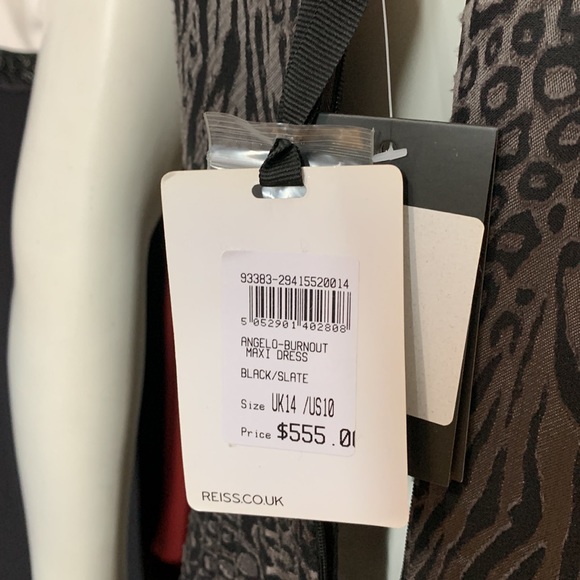 93383-29415520014
5 052901 402808
ANGELO-BURNOUT
MAXI DRESS
BLACK/SLATE
Size UK14 /US10
Price $555.00
REISS.CO.UK